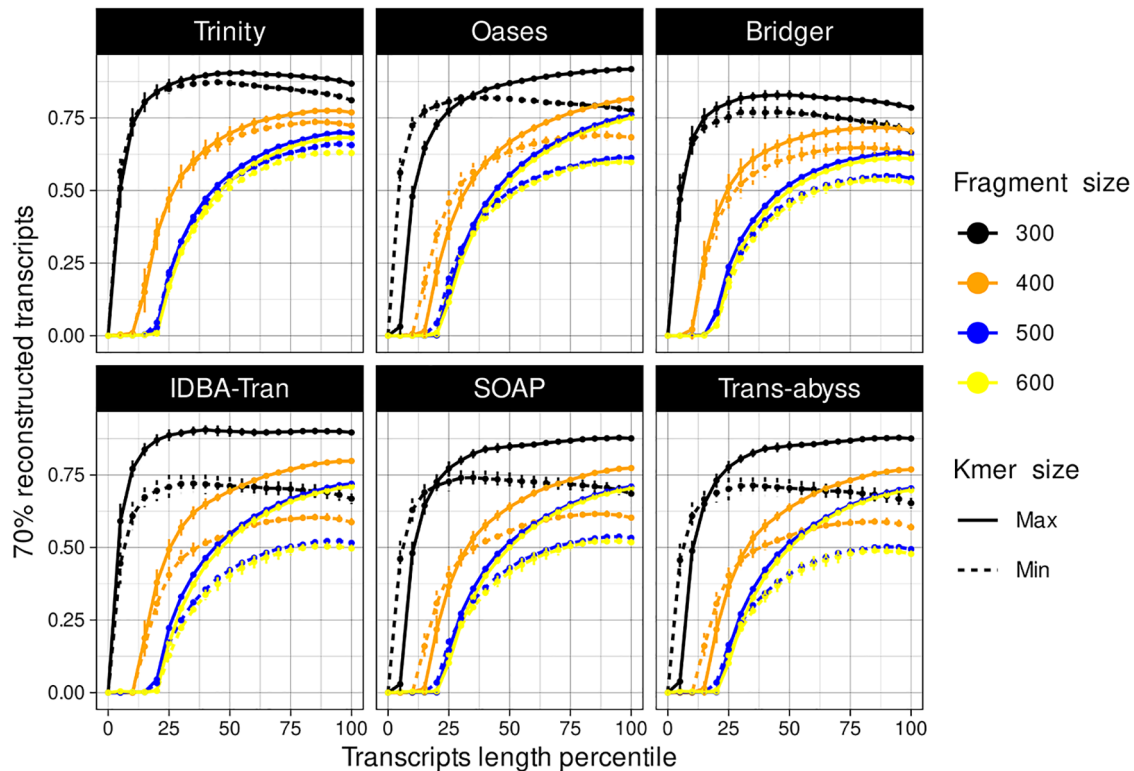 Trinity Oases Bridger
0.75
0.50
0.25
0.00
IDBA-Tran SOAP Trans-abyss
0.75
0.50
0.25
0.00
0 25 50 75 100 0 25 50 75 100 0 25 50 75 100
Transcripts length percentile
70% reconstructed transcripts
Fragment size
300
400
500
600
Kmer size
Max
Min